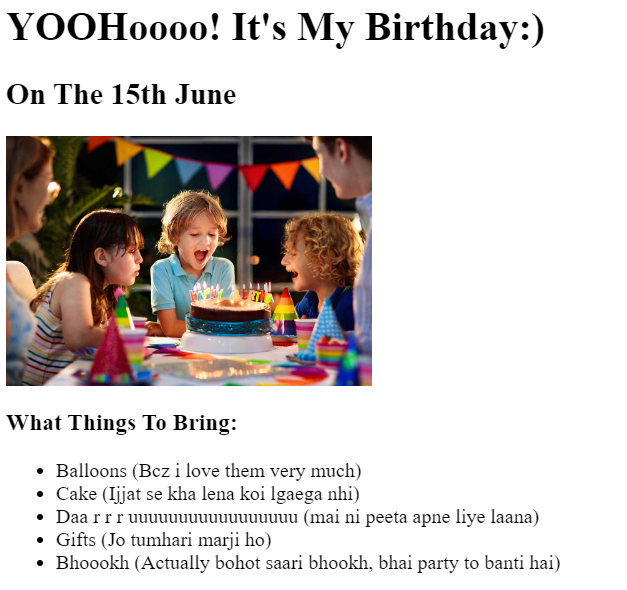 YOOHoooo! It's My Birthday:)
On The 15th June
What Things To Bring:
Balloons (Bcz i love them very much)
Cake (Ijjat se kha lena koi lgaega nhi)
Daa r r r uuuuuuuuuuuuuuuuu (mai ni peeta apne liye laana)
Gifts (Jo tumhari marji ho)
Bhoookh (Actually bohot saari bhookh, bhai party to banti hai)